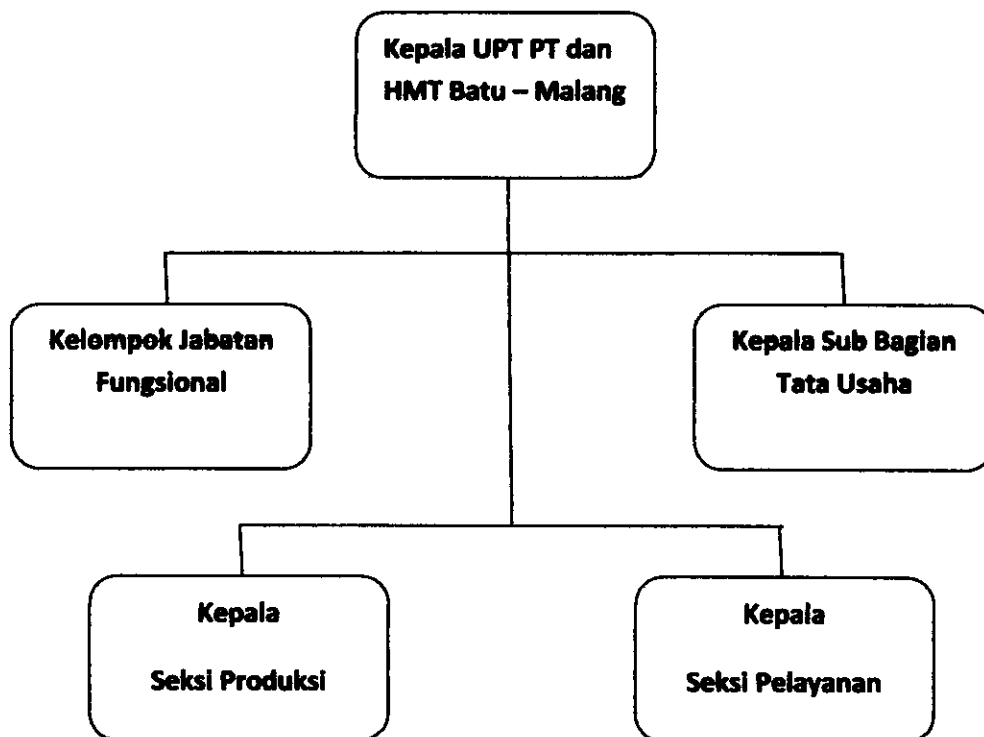 Kepala UPT PT dan
HMT Batu – Malang
Kelompok Jabatan
Fungsional
Kepala Sub Bagian
Tata Usaha
Kepala
Seksi Produksi
Kepala
Seksi Pelayanan